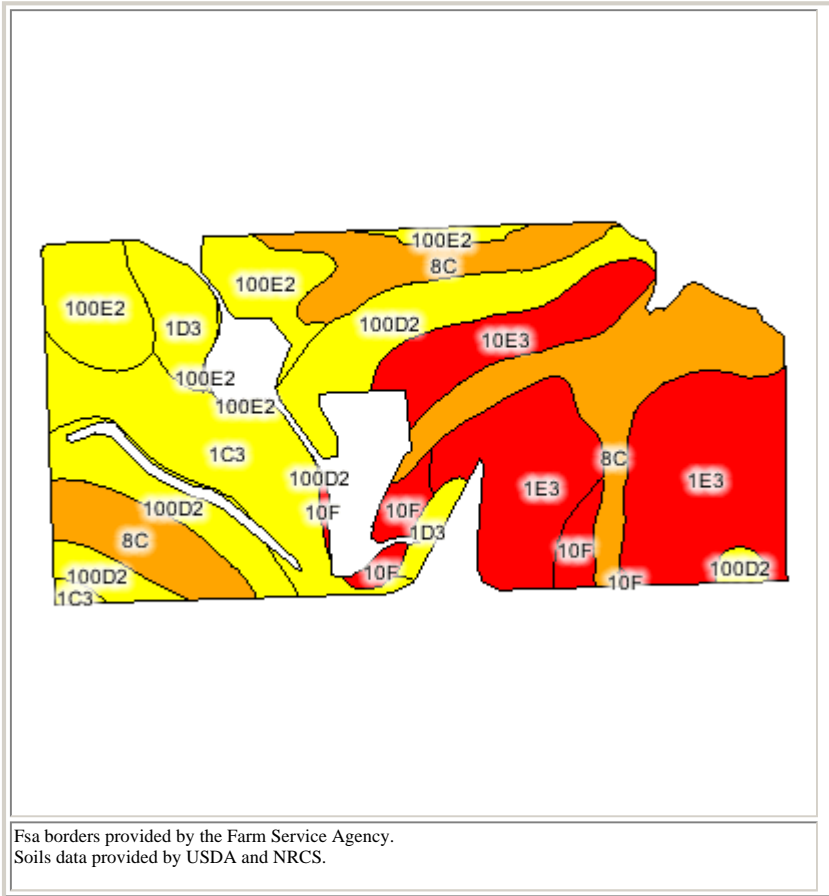 100E2
8C
100E2
100E2
1D3
100D2
10E3
100E2
100E2
1C3
8C
100D2
1E3
1E3
100D2
10F
10F
8C
1D3
10F
10F
100D2
100D2
10F
1C3
Fsa borders provided by the Farm Service Agency.
Soils data provided by USDA and NRCS.